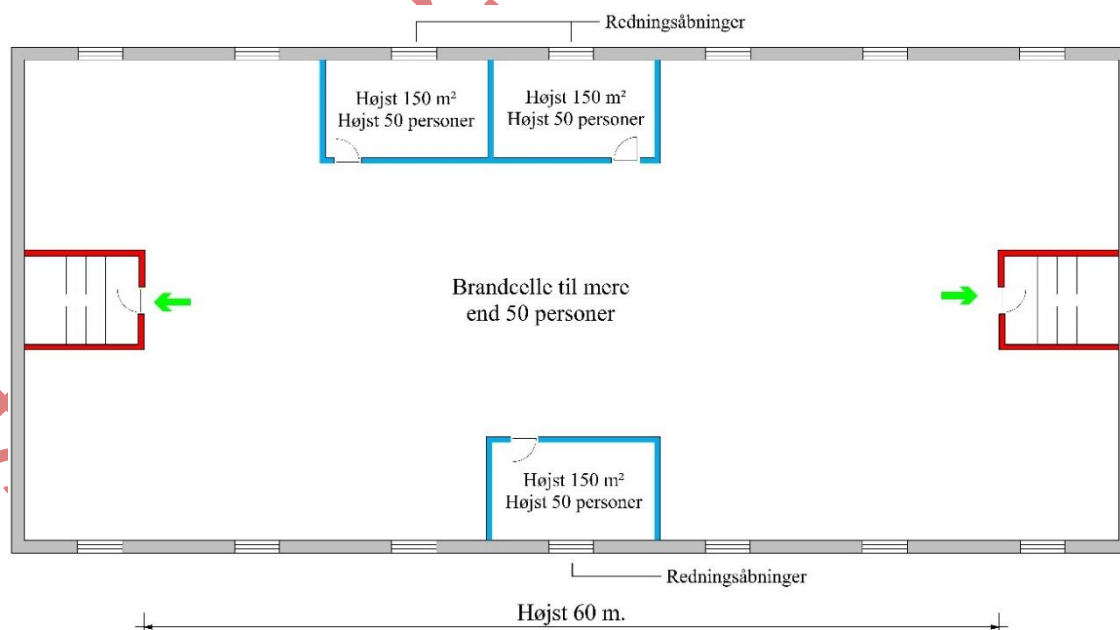 Redningsåbninger
Højst 150 m²
Højst 50 personer
Højst 150 m²
Højst 50 personer
Brandcelle til mere
end 50 personer
Højst 150 m²
Højst 50 personer
Redningsåbninger
Højst 60 m.